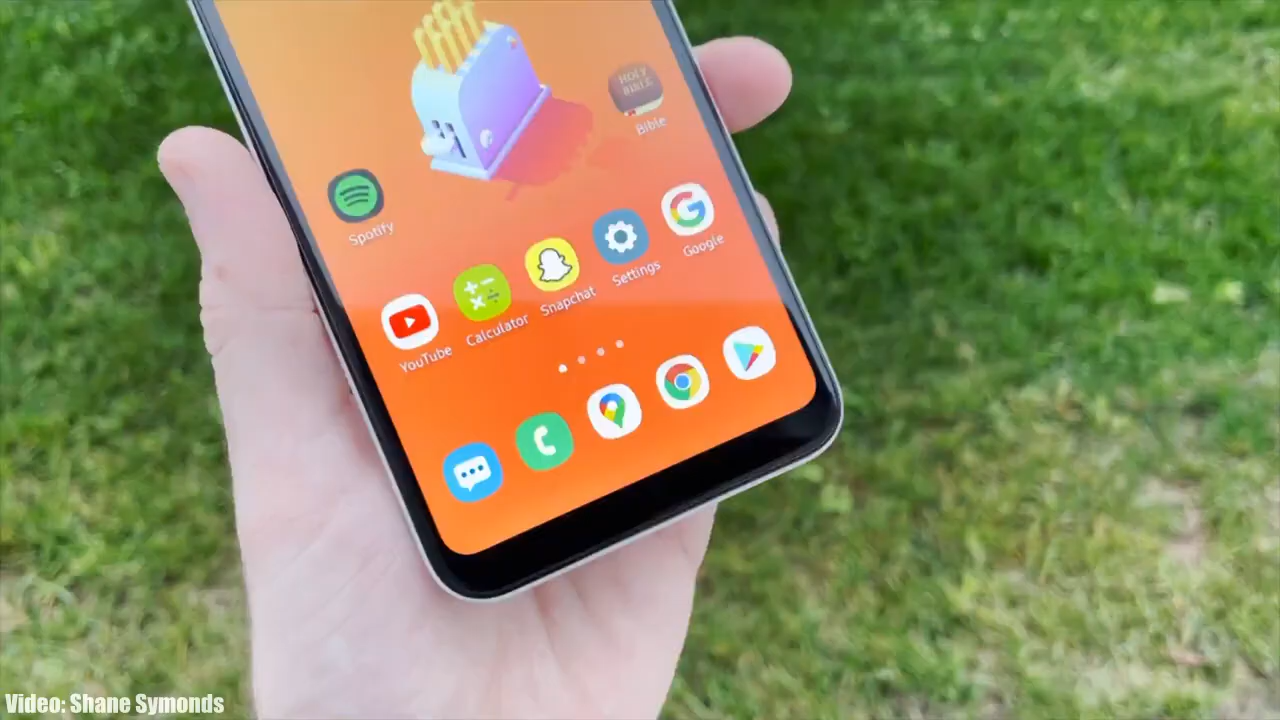 HOLY
BIBLE
Bible
Spotify
Google
Settings
Snapchat
Calculator
YouTube
Video: Shane Symonds